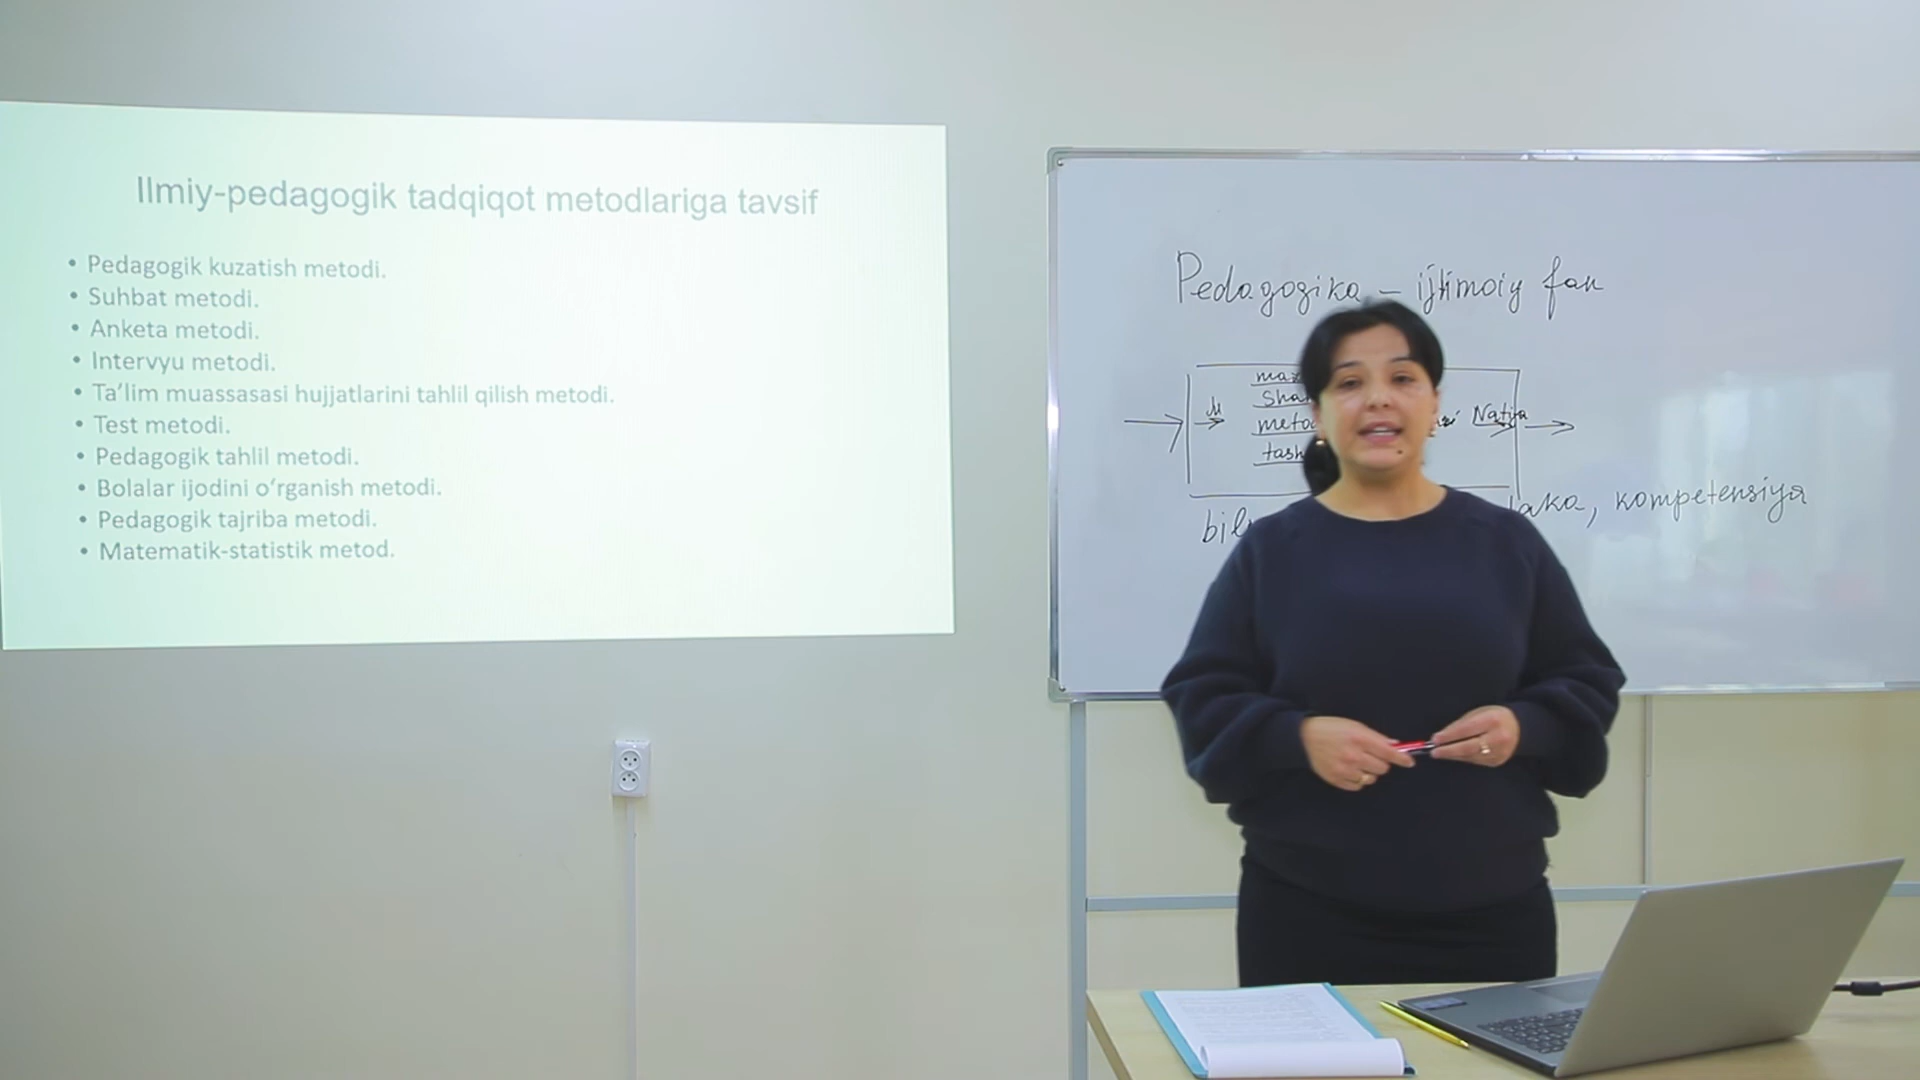 Ilmiy-pedagogik tadqiqot metodlariga tavsif
• Pedagogik kuzatish metodi.
• Suhbat metodi.
• Anketa metodi.
• Intervyu metodi.
• Ta‘lim muassasasi hujjatlarini tahlil qilish metodi.
• Test metodi.
• Pedagogik tahlil metodi.
• Bolalar ijodini o‘rganish metodi.
• Pedagogik tajriba metodi.
• Matematik-statistik metod.
Pedagogika – ijtimoiy fan
M
kompetensiya